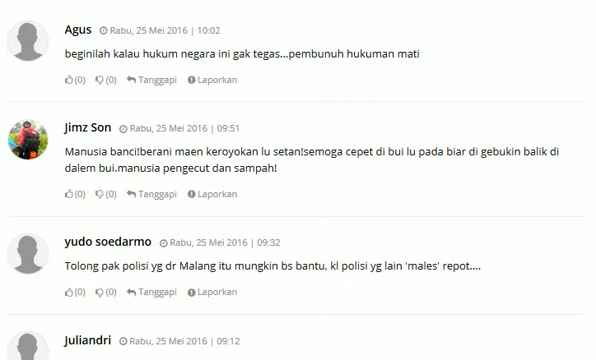 Agus Rabu, 25 Mei 2016 | 10:02
beginilah kalau hukum negara ini gak tegas...pembunuh hukuman mati
(0) (0) Tanggapi Laporkan
Jimz Son Rabu, 25 Mei 2016 | 09:51
Manusia banci!berani maen keroyokan lu setan!semoga cepet di bui lu pada biar di gebukin balik di
dalem bui.manusia pengecut dan sampah!
(0) (0) Tanggapi Laporkan
yudo soedarmo Rabu, 25 Mei 2016 | 09:32
Tolong pak polisi yg dr Malang itu mungkin bs bantu, kl polisi yg lain 'males' repot....
(0) (0) Tanggapi Laporkan
Juliandri Rabu, 25 Mei 2016 | 09:12